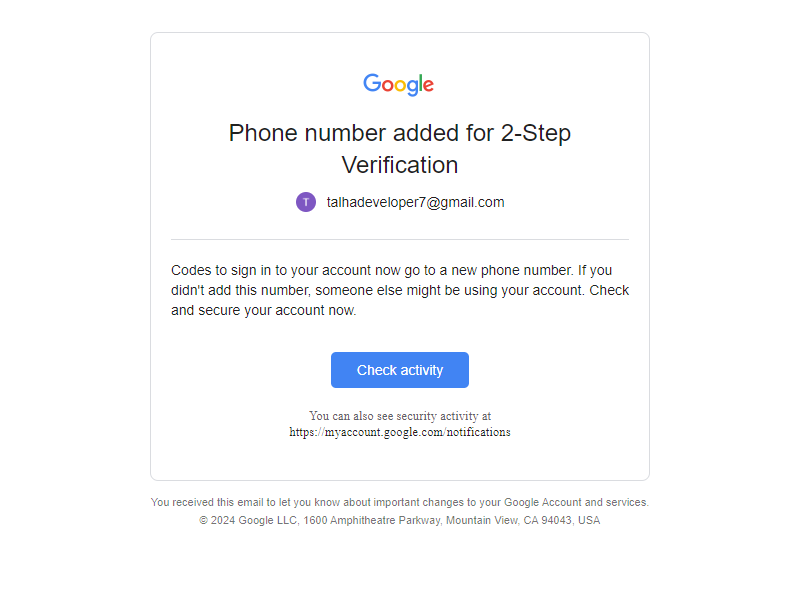 Google
Phone number added for 2-Step
Verification
T
talhadeveloper7@gmail.com
Codes to sign in to your account now go to a new phone number. If you
didn't add this number, someone else might be using your account. Check
and secure your account now.
Check activity
You can also see security activity at
https://myaccount.google.com/notifications
You received this email to let you know about important changes to your Google Account and services.
© 2024 Google LLC, 1600 Amphitheatre Parkway, Mountain View, CA 94043, USA